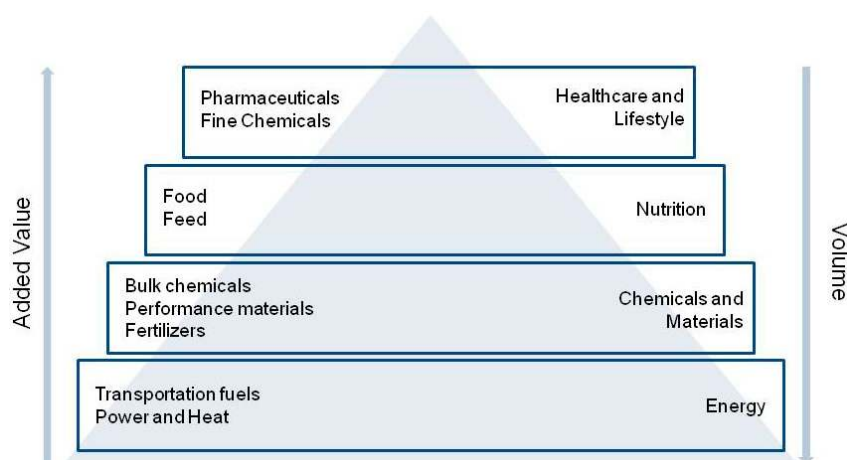 Pharmaceuticals
Fine Chemicals
Healthcare and
Lifestyle
Food
Feed
Nutrition
Bulk chemicals
Performance materials
Fertilizers
Chemicals and
Materials
Transportation fuels
Power and Heat
Energy
Added Value
Volume